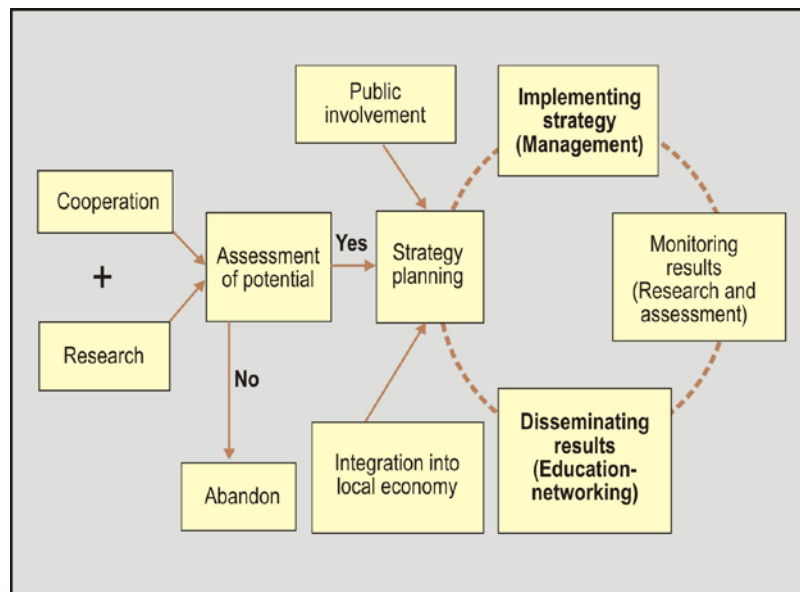 Public
involvement
Implementing
strategy
(Management)
Cooperation
+
Research
Assessment
of potential
Yes
No
Abandon
Strategy
planning
Integration into
local economy
Monitoring
results
(Research and
assessment)
Disseminating
results
(Education-
networking)